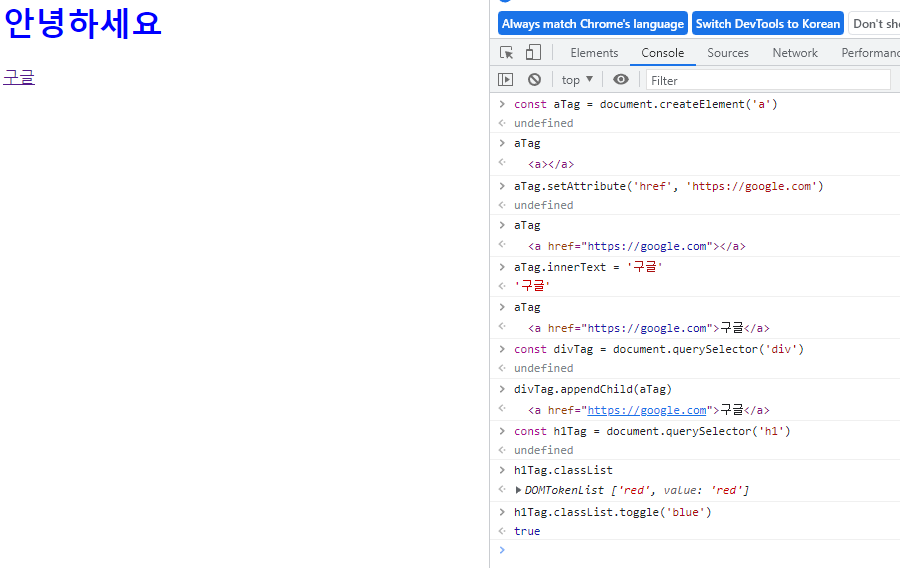 안녕하세요
구글
Always match Chrome's language Switch DevTools to Korean Don't sho
Elements Console Sources Network Performanc
top Filter
const aTag = document.createElement('a')
undefined
aTag
<a></a>
aTag.setAttribute('href', 'https://google.com')
undefined
aTag
<a href="https://google.com"></a>
aTag.innerText = '구글'
'구글'
aTag
<a href="https://google.com">구글</a>
const divTag = document.querySelector('div')
undefined
divTag.appendChild(aTag)
<a href="https://google.com">구글</a>
const h1Tag = document.querySelector('h1')
undefined
h1Tag.classList
DOMTokenList ['red', value: 'red']
h1Tag.classList.toggle('blue')
true